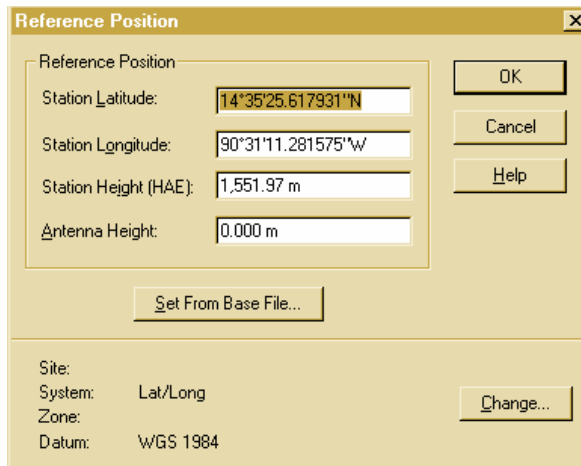 Reference Position
Reference Position
Station Latitude: 14°35'25.617931"N
Station Longitude: 90°31'11.281575"W
Station Height (HAE): 1,551.97 m
Antenna Height: 0.000 m
OK
Cancel
Help
Set From Base File...
Site:
System: Lat/Long
Zone:
Datum: WGS 1984
Change...